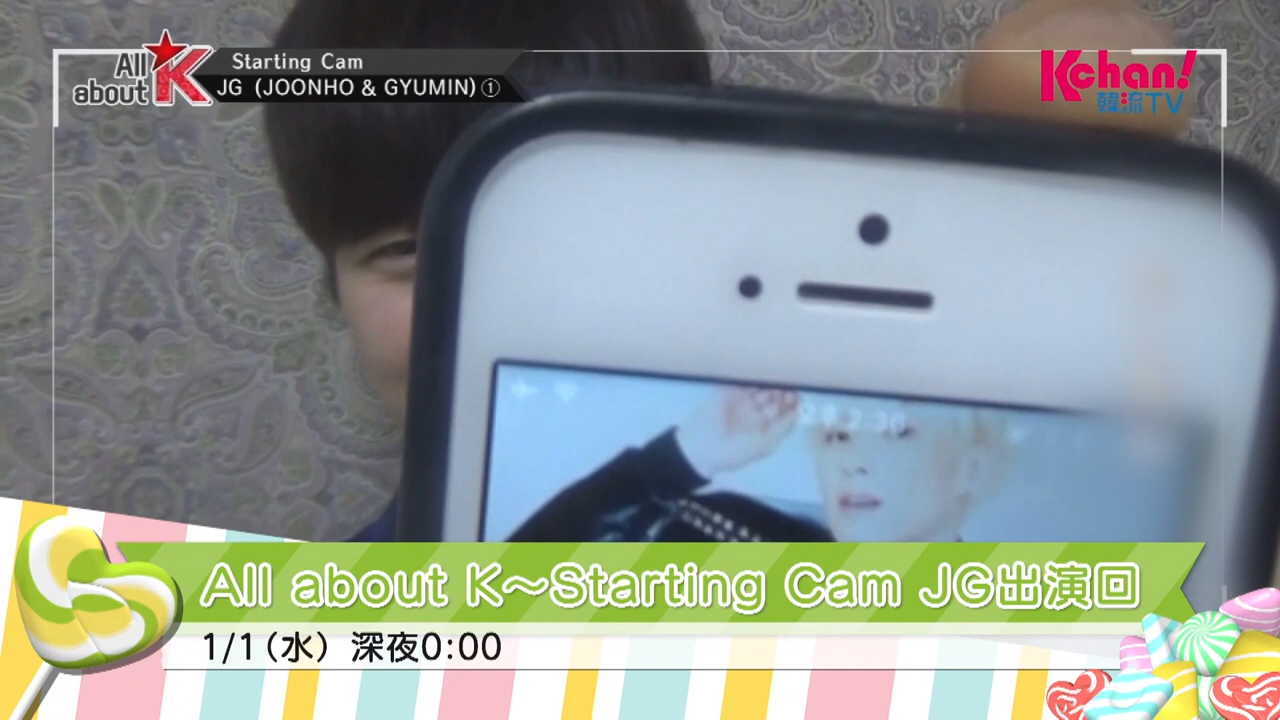 All about K
Starting Cam
JG (JOONHO & GYUMIN) ①
Kchan!
韓流TV
All about K〜Starting Cam JG出演回
1/1(水) 深夜0:00